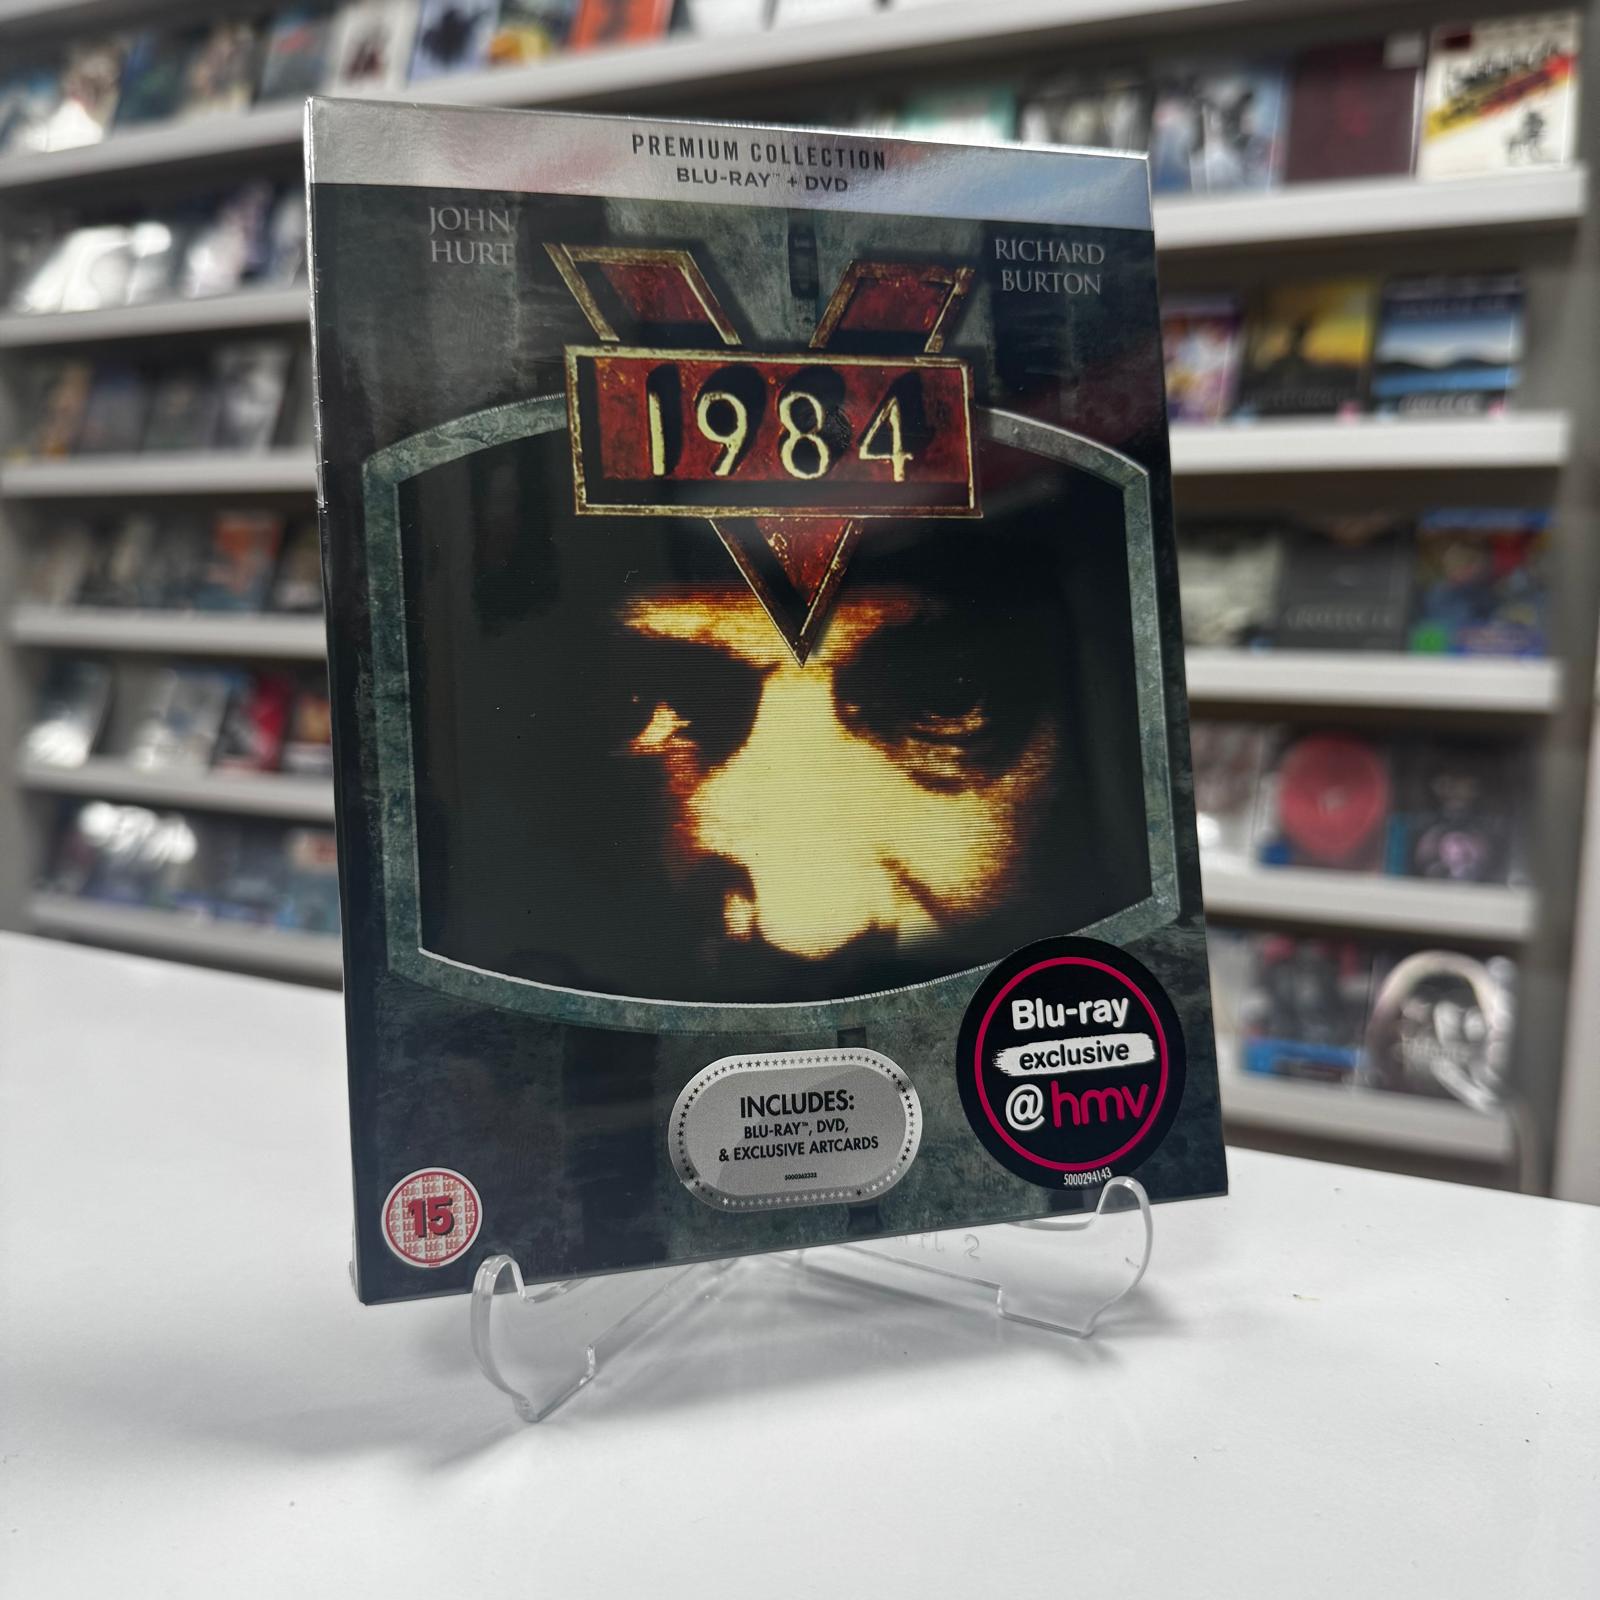 PREMIUM COLLECTION
BLU-RAY™ + DVD
JOHN
HURT
RICHARD
BURTON
1984
Blu-ray
exclusive
@hmv
5000294143
INCLUDES:
BLU-RAY™, DVD,
& EXCLUSIVE ARTCARDS
5000262222
15